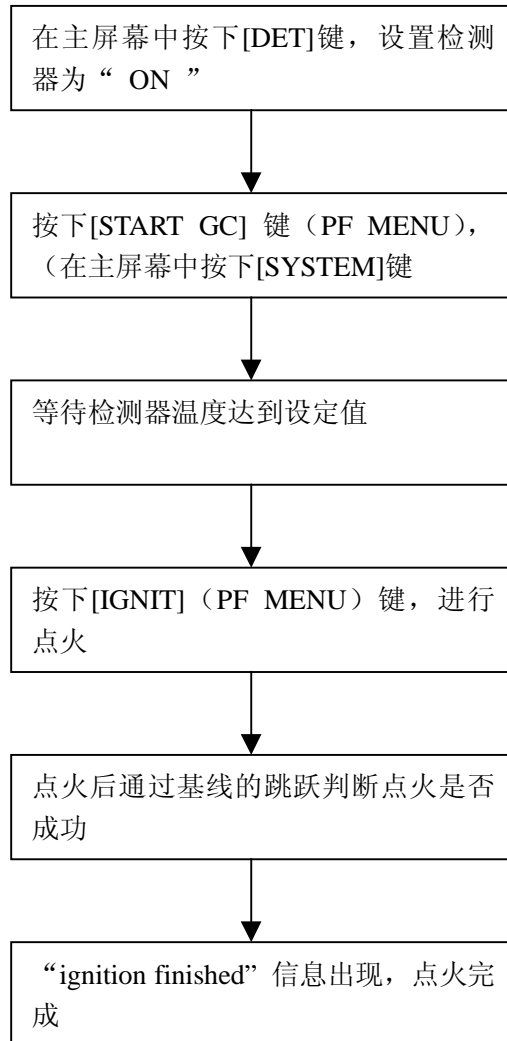 在主屏幕中按下[DET]键，设置检测
器为“ ON ”
按下[START GC] 键（PF MENU），
（在主屏幕中按下[SYSTEM]键
等待检测器温度达到设定值
按下[IGNIT]（PF MENU）键，进行
点火
点火后通过基线的跳跃判断点火是否
成功
“ignition finished” 信息出现，点火完
成